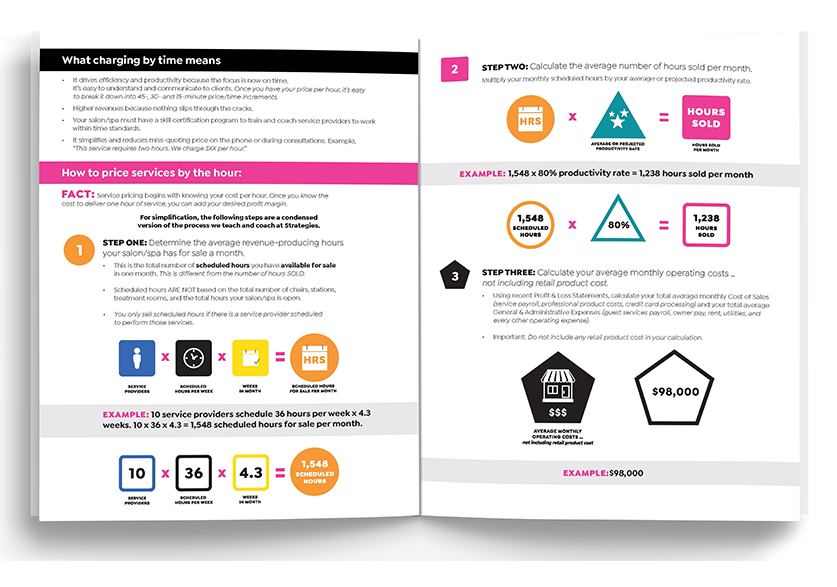 What charging by time means
• It drives efficiency and productivity because the focus is now on time.
It's easy to understand and communicate to clients. Once you have your price per hour, it's easy
to break it down into 45-, 30- and 15-minute price/time increments.
• Higher revenues because nothing slips through the cracks.
• Your salon/spa must have a skill-certification program to train and coach service providers to work
within time standards.
• It simplifies and reduces miss-quoting price on the phone or during consultations. Example,
"This service requires two hours. We charge $XX per hour."
How to price services by the hour:
FACT: Service pricing begins with knowing your cost per hour. Once you know the
cost to deliver one hour of service, you can add your desired profit margin.
For simplification, the following steps are a condensed
version of the process we teach and coach at Strategies.
1
STEP ONE: Determine the average revenue-producing hours
your salon/spa has for sale a month.
• This is the total number of scheduled hours you have available for sale
in one month. This is different from the number of hours SOLD.
• Scheduled hours ARE NOT based on the total number of chairs, stations,
treatment rooms, and the total hours your salon/spa is open.
• You only sell scheduled hours if there is a service provider scheduled
to perform those services.
x x x = HRS
SERVICE PROVIDERS
SCHEDULED HOURS PER WEEK
WEEKS IN MONTH
SCHEDULED HOURS FOR SALE PER MONTH
EXAMPLE: 10 service providers schedule 36 hours per week x 4.3
weeks. 10 x 36 x 4.3 = 1,548 scheduled hours for sale per month.
10 x 36 x 4.3 = 1,548 SCHEDULED HOURS
SERVICE PROVIDERS
SCHEDULED HOURS PER WEEK
WEEKS IN MONTH
2
STEP TWO: Calculate the average number of hours sold per month.
Multiply your monthly scheduled hours by your average or projected productivity rate.
HRS x = HOURS SOLD
AVERAGE OR PROJECTED PRODUCTIVITY RATE
HOURS SOLD PER MONTH
EXAMPLE: 1,548 x 80% productivity rate = 1,238 hours sold per month
1,548 SCHEDULED HOURS x 80% = 1,238 HOURS SOLD
3
STEP THREE: Calculate your average monthly operating costs ...
not including retail product cost.
• Using recent Profit & Loss Statements, calculate your total average monthly Cost of Sales
(service payroll, professional product costs, credit card processing) and your total average
General & Administrative Expenses (guest services payroll, owner pay, rent, utilities, and
every other operating expense).
• Important: Do not include any retail product cost in your calculation.
$$$
$98,000
AVERAGE MONTHLY
OPERATING COSTS ...
not including retail product cost
EXAMPLE:$98,000